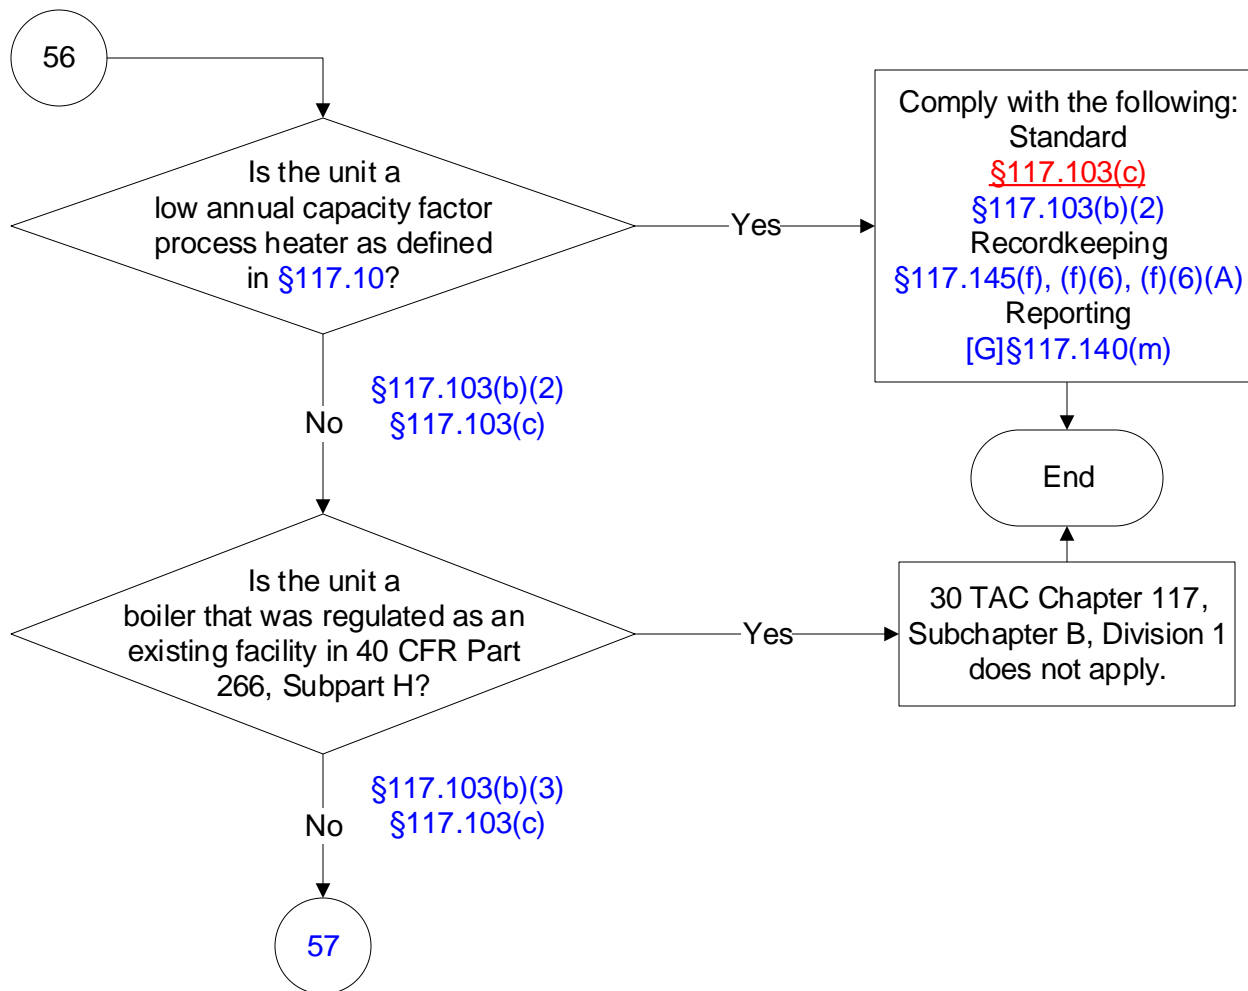 56
Is the unit a
low annual capacity factor
process heater as defined
in §117.10?
Yes
Comply with the following:
Standard
§117.103(c)
§117.103(b)(2)
Recordkeeping
§117.145(f), (f)(6), (f)(6)(A)
Reporting
[G]§117.140(m)
No
§117.103(b)(2)
§117.103(c)
End
Is the unit a
boiler that was regulated as an
existing facility in 40 CFR Part
266, Subpart H?
Yes
30 TAC Chapter 117,
Subchapter B, Division 1
does not apply.
No
§117.103(b)(3)
§117.103(c)
57